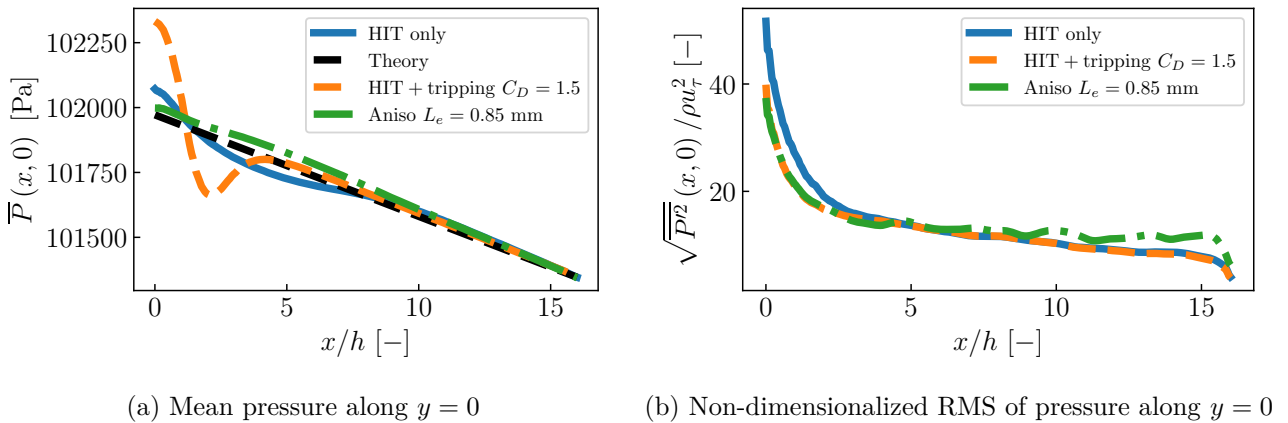 102250
102000
101750
101500
P̿ (x, 0) [Pa]
0 5 10 15
x/h [−]
HIT only
Theory
HIT + tripping C_D = 1.5
Aniso L_e = 0.85 mm
(a) Mean pressure along y = 0
40
20
√P̿′² (x, 0) /ρu_τ² [−]
0 5 10 15
x/h [−]
HIT only
HIT + tripping C_D = 1.5
Aniso L_e = 0.85 mm
(b) Non-dimensionalized RMS of pressure along y = 0